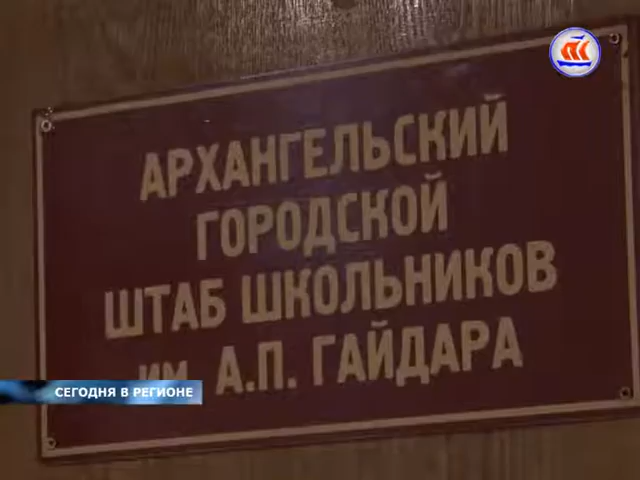 АРХАНГЕЛЬСКИЙ
ГОРОДСКОЙ
ШТАБ ШКОЛЬНИКОВ
им. А.П. ГАЙДАРА
СЕГОДНЯ В РЕГИОНЕ